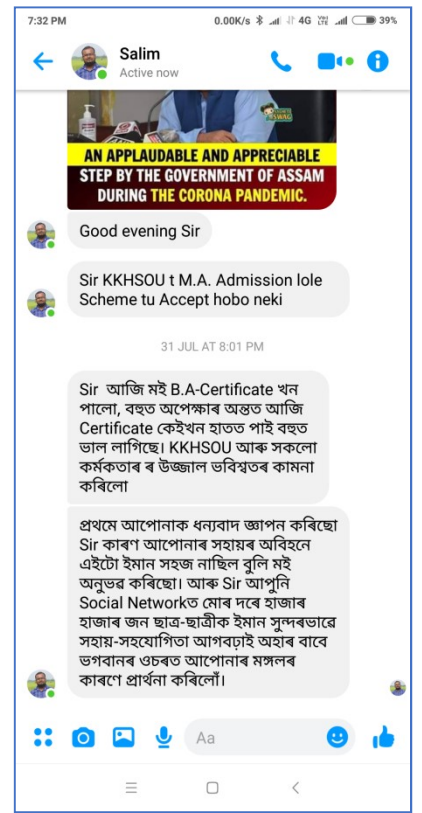 7:32 PM
0.00K/s
4G
39%
Salim
Active now
AN APPLAUDABLE AND APPRECIABLE
STEP BY THE GOVERNMENT OF ASSAM
DURING THE CORONA PANDEMIC.
Good evening Sir
Sir KKHSOU t M.A. Admission lole
Scheme tu Accept hobo neki
31 JUL AT 8:01 PM
Sir আজি মই B.A-Certificate খন
পালো, বহুত অপেক্ষাৰ অন্তত আজি
Certificate কেইখন হাতত পাই বহুত
ভাল লাগিছে। KKHSOU আৰু সকলো
কৰ্মকতাৰ ৰ উজ্জাল ভবিশ্বতৰ কামনা
কৰিলো
প্ৰথমে আপোনাক ধন্যবাদ জ্ঞাপন কৰিছো
Sir কাৰণ আপোনাৰ সহায়ৰ অবিহনে
এইটো ইমান সহজ নাছিল বুলি মই
অনুভৱ কৰিছো। আৰু Sir আপুনি
Social Networkত মোৰ দৰে হাজাৰ
হাজাৰ জন ছাত্ৰ-ছাত্ৰীক ইমান সুন্দৰভাৱে
সহায়-সহযোগিতা আগবঢ়াই অহাৰ বাবে
ভগবানৰ ওচৰত আপোনাৰ মঙ্গলৰ
কাৰণে প্ৰাৰ্থনা কৰিলোঁ।
Aa